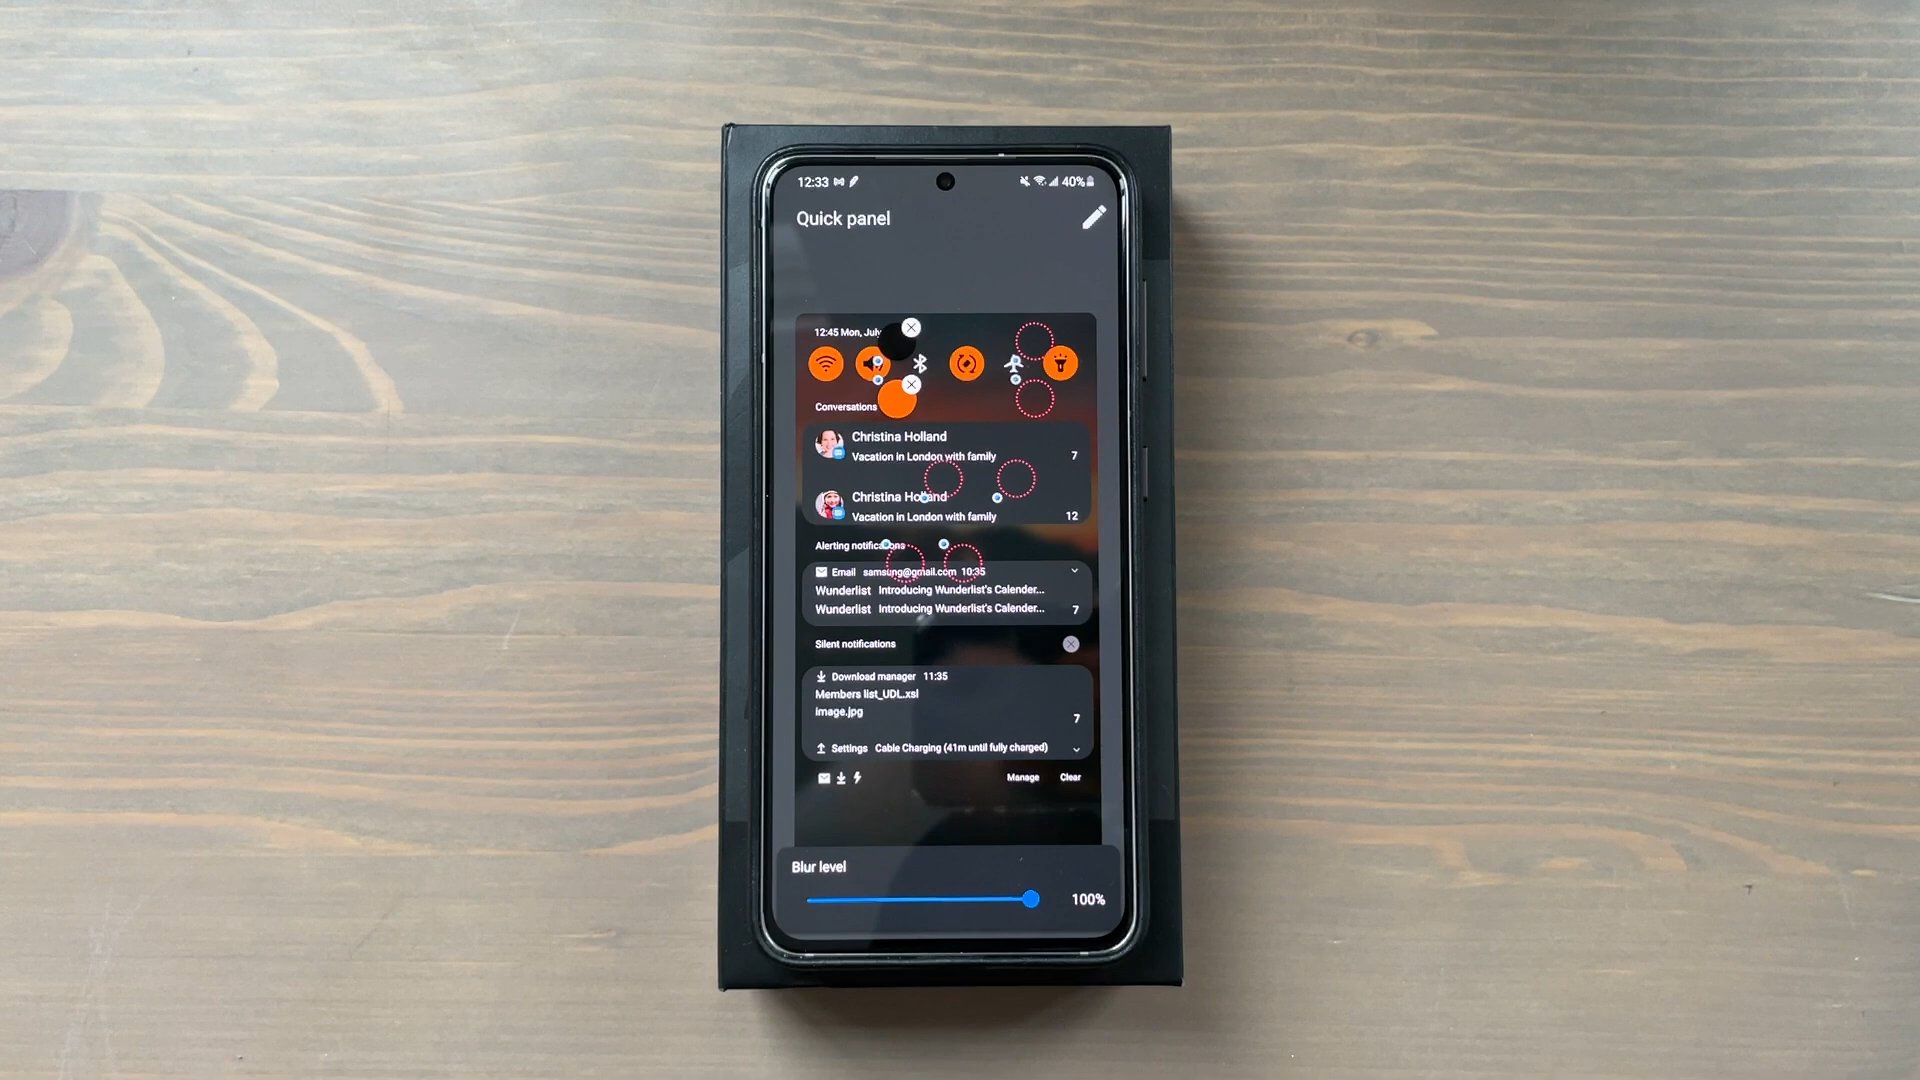 12:33 40%
Quick panel
12:45 Mon, July
Conversations
Christina Holland
Vacation in London with family 7
Christina Holland
Vacation in London with family 12
Alerting notifications
Email samsung@gmail.com 10:35
Wunderlist Introducing Wunderlist's Calender...
Wunderlist Introducing Wunderlist's Calender... 7
Silent notifications
Download manager 11:35
Members list_UDL.xsl
image.jpg
7
Settings Cable Charging (41m until fully charged)
Manage Clear
Blur level
100%